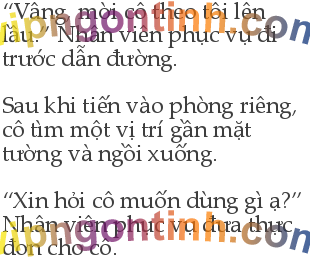 “Vâng, mời cô theo tôi lên
lầu.” Nhân viên phục vụ đi
trước dẫn đường.
Sau khi tiến vào phòng riêng,
cô tìm một vị trí gần mặt
tường và ngồi xuống.
“Xin hỏi cô muốn dùng gì ạ?”
Nhân viên phục vụ đưa thực
đơn cho cô.